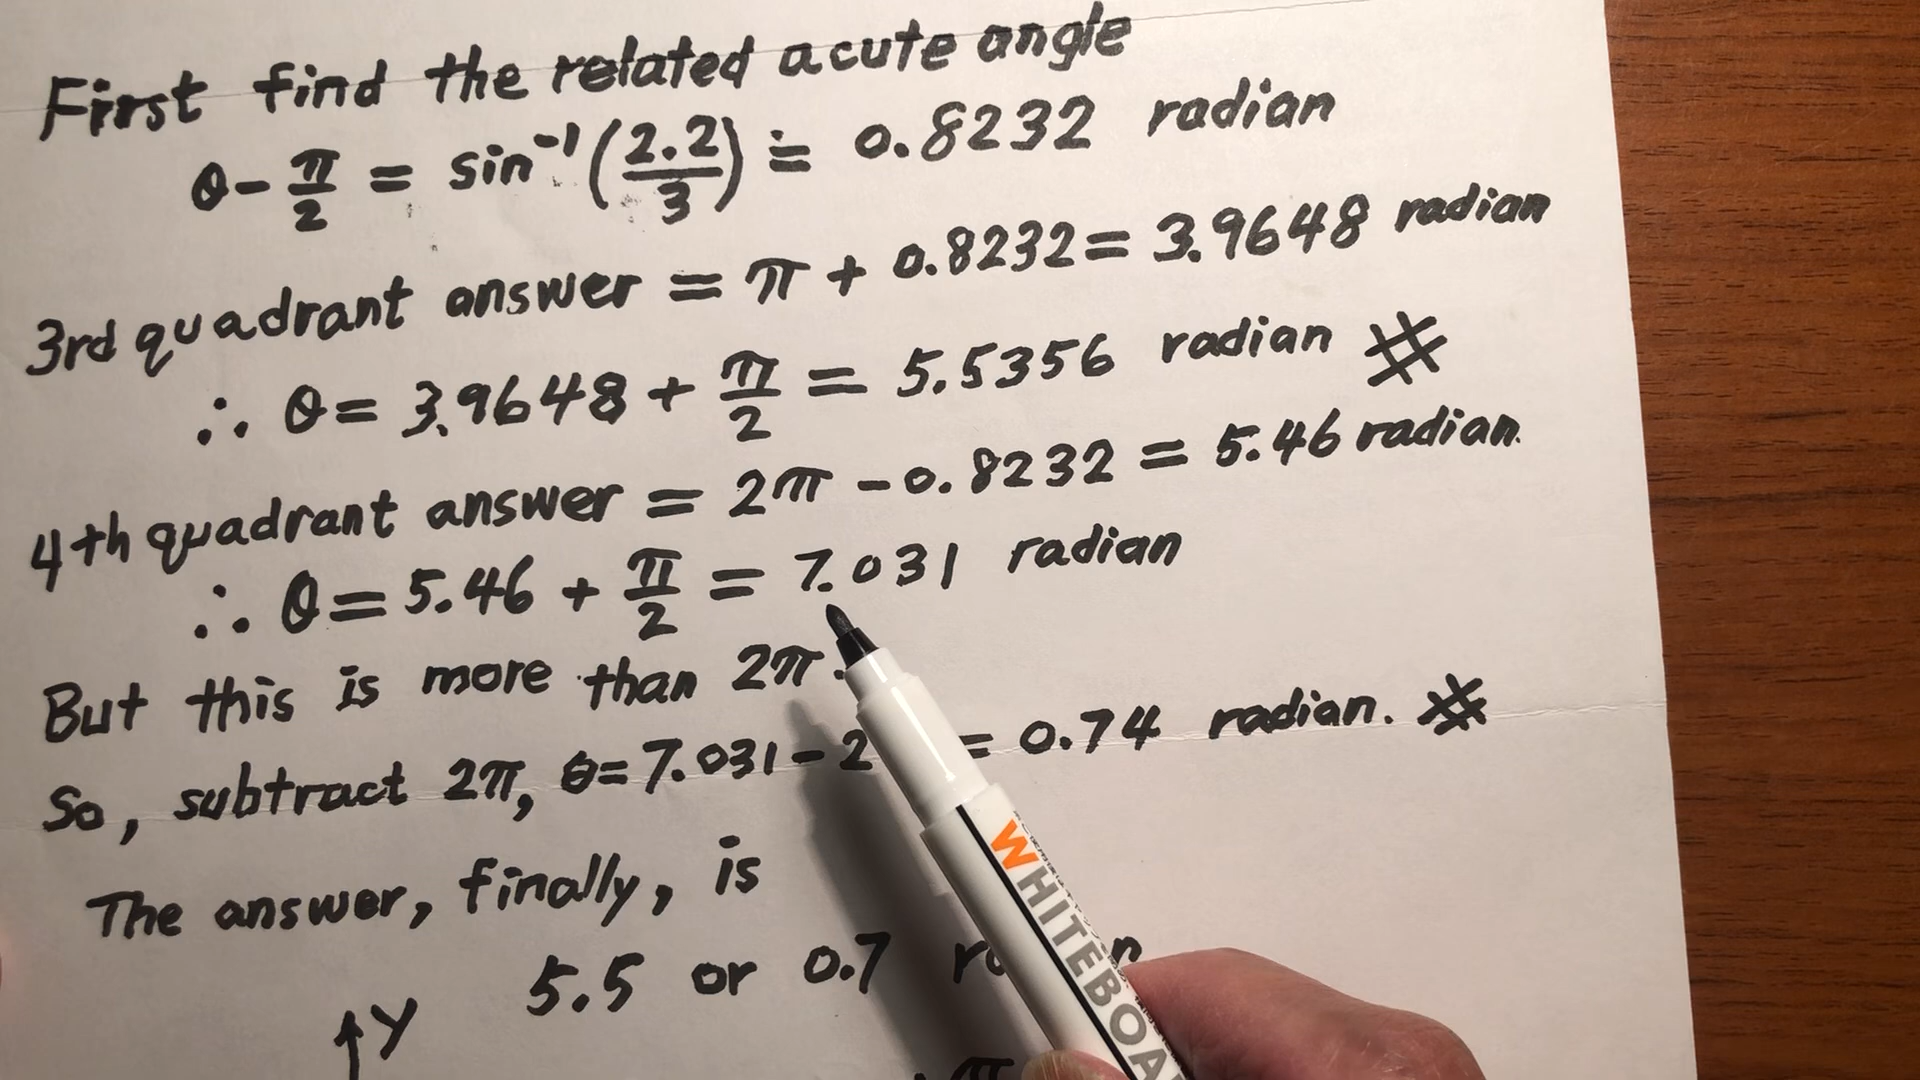 First find the related acute angle
θ - π/2 = sin⁻¹(2.2/3) ≐ 0.8232 radian
3rd quadrant answer = π + 0.8232 = 3.9648 radian
∴ θ = 3.9648 + π/2 = 5.5356 radian #
4th quadrant answer = 2π - 0.8232 = 5.46 radian.
∴ θ = 5.46 + π/2 = 7.031 radian
But this is more than 2π.
So, subtract 2π, θ = 7.031 - 2 = 0.74 radian. #
The answer, finally, is
5.5 or 0.7
Y
π
WHITEBOA